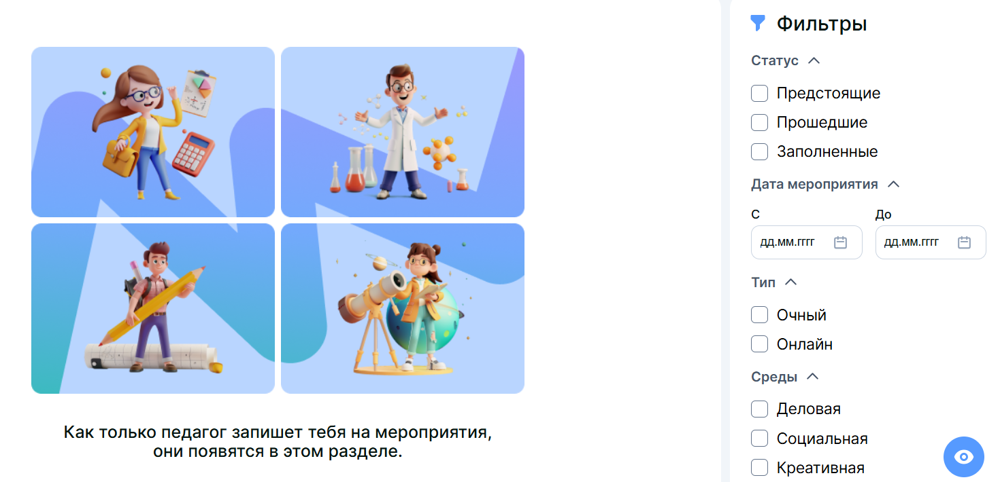 Как только педагог запишет тебя на мероприятия,
они появятся в этом разделе.
Фильтры
Статус
Предстоящие
Прошедшие
Заполненные
Дата мероприятия
С До
дд.мм.гггг дд.мм.гггг
Тип
Очный
Онлайн
Среды
Деловая
Социальная
Креативная